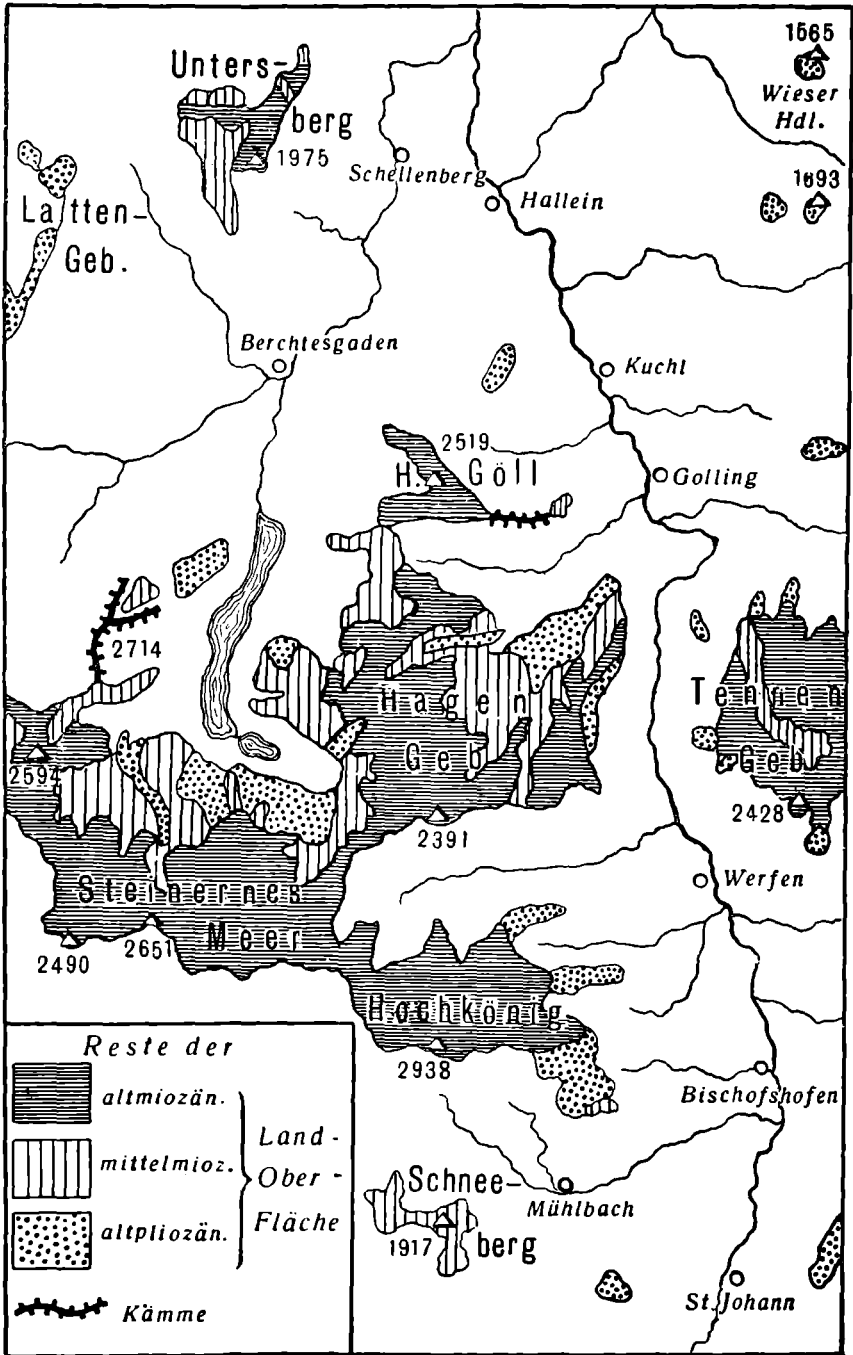 1565
Wieser
Hdl.
Unters-
berg
1975
Schellenberg
1693
Hallein
Latten-
Geb.
Berchtesgaden
Kuchl
2519
H. Göll
Golling
2714
Hagen
Geb.
Tennen
Geb.
2594
2428
2391
Werfen
Steinernes
Meer
2490
2651
Hochkönig
2938
Bischofshofen
Mühlbach
Schnee-
berg
1917
St. Johann
Reste der
altmiozän.
mittelmioz.
altpliozän.
Land-
Ober-
Fläche
Kämme